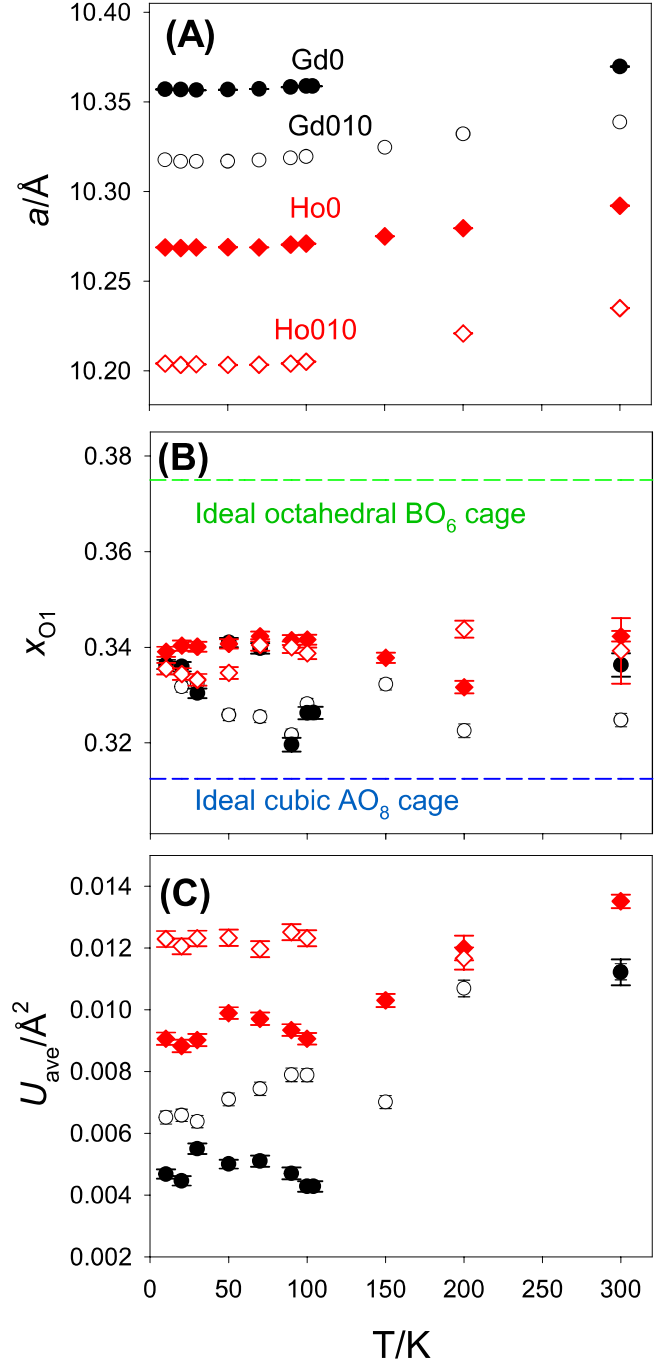 (A)
10.40
Gd0
10.35
Gd010
10.30
a/Å
Ho0
10.25
Ho010
10.20
(B)
0.38
Ideal octahedral BO₆ cage
0.36
xO1
0.34
0.32
Ideal cubic AO₈ cage
(C)
0.014
0.012
0.010
Uave/Å²
0.008
0.006
0.004
0.002
0 50 100 150 200 250 300
T/K